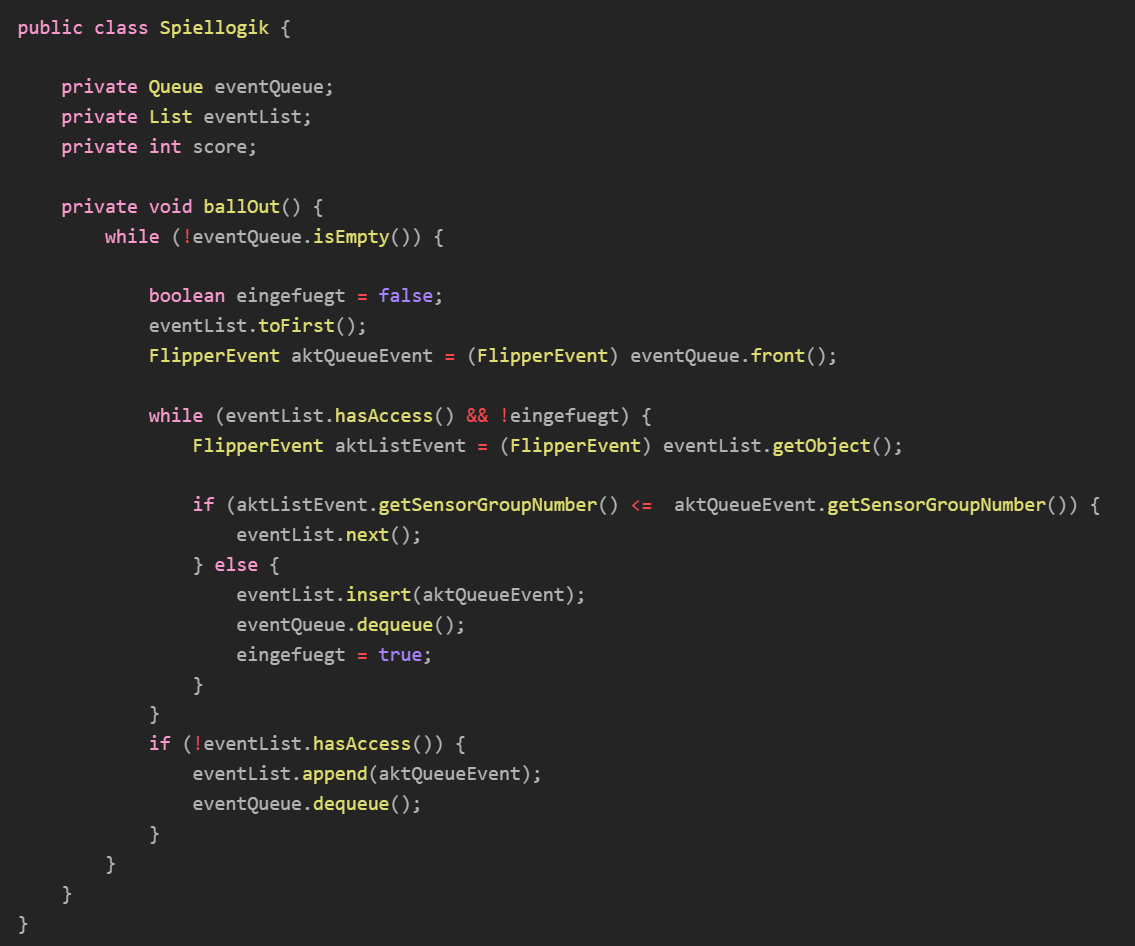 public class Spiellogik {
private Queue eventQueue;
private List eventList;
private int score;
private void ballOut() {
while (!eventQueue.isEmpty()) {
boolean eingefuegt = false;
eventList.toFirst();
FlipperEvent aktQueueEvent = (FlipperEvent) eventQueue.front();
while (eventList.hasAccess() && !eingefuegt) {
FlipperEvent aktListEvent = (FlipperEvent) eventList.getObject();
if (aktListEvent.getSensorGroupNumber() <=  aktQueueEvent.getSensorGroupNumber()) {
eventList.next();
} else {
eventList.insert(aktQueueEvent);
eventQueue.dequeue();
eingefuegt = true;
}
}
if (!eventList.hasAccess()) {
eventList.append(aktQueueEvent);
eventQueue.dequeue();
}
}
}
}